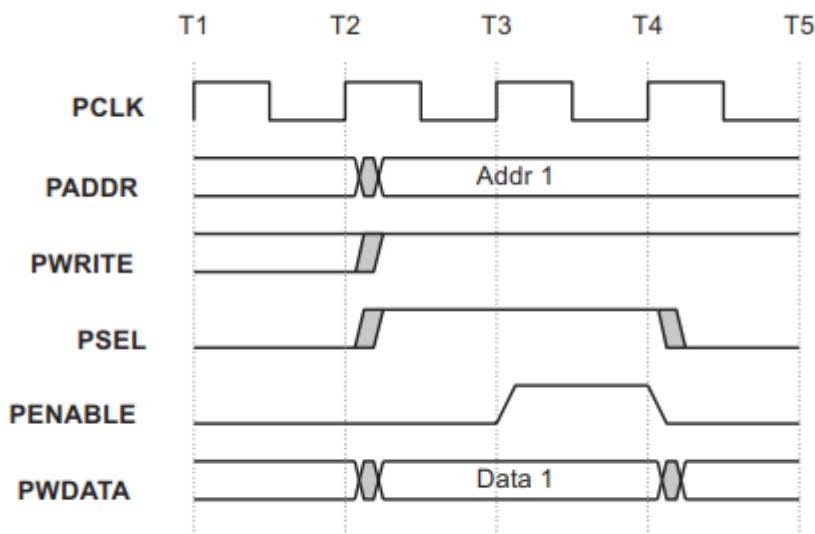 T1 T2 T3 T4 T5
PCLK
PADDR Addr 1
PWRITE
PSEL
PENABLE
PWDATA Data 1